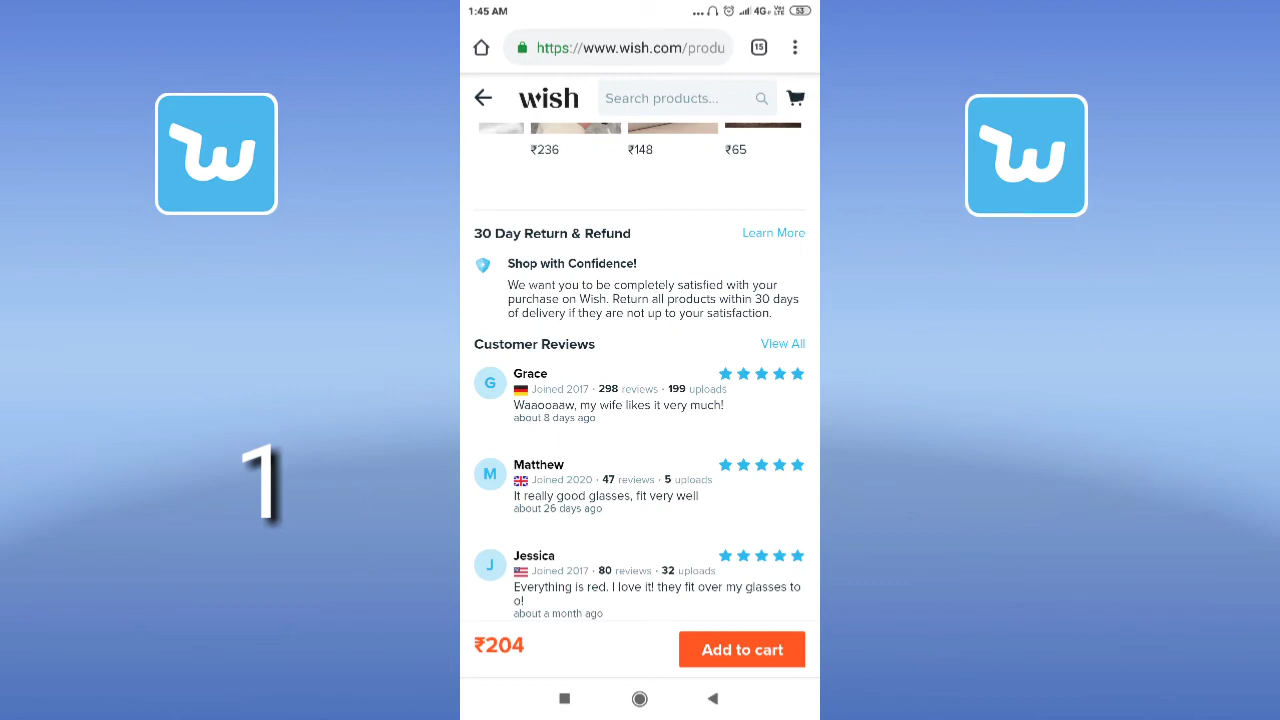 1:45 AM
4G+ VoLTE 53
https://www.wish.com/produ
15
wish
Search products...
₹236
₹148
₹65
30 Day Return & Refund
Learn More
Shop with Confidence!
We want you to be completely satisfied with your
purchase on Wish. Return all products within 30 days
of delivery if they are not up to your satisfaction.
Customer Reviews
View All
G
Grace
Joined 2017 · 298 reviews · 199 uploads
Waaooaaw, my wife likes it very much!
about 8 days ago
M
Matthew
Joined 2020 · 47 reviews · 5 uploads
It really good glasses, fit very well
about 26 days ago
J
Jessica
Joined 2017 · 80 reviews · 32 uploads
Everything is red. I love it! they fit over my glasses to
o!
about a month ago
₹204
Add to cart
1